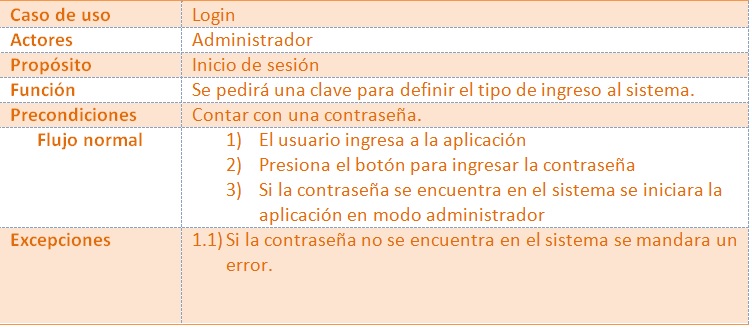 Caso de uso Login
Actores Administrador
Propósito Inicio de sesión
Función Se pedirá una clave para definir el tipo de ingreso al sistema.
Precondiciones Contar con una contraseña.
Flujo normal 1) El usuario ingresa a la aplicación
2) Presiona el botón para ingresar la contraseña
3) Si la contraseña se encuentra en el sistema se iniciara la
aplicación en modo administrador
Excepciones 1.1) Si la contraseña no se encuentra en el sistema se mandara un
error.